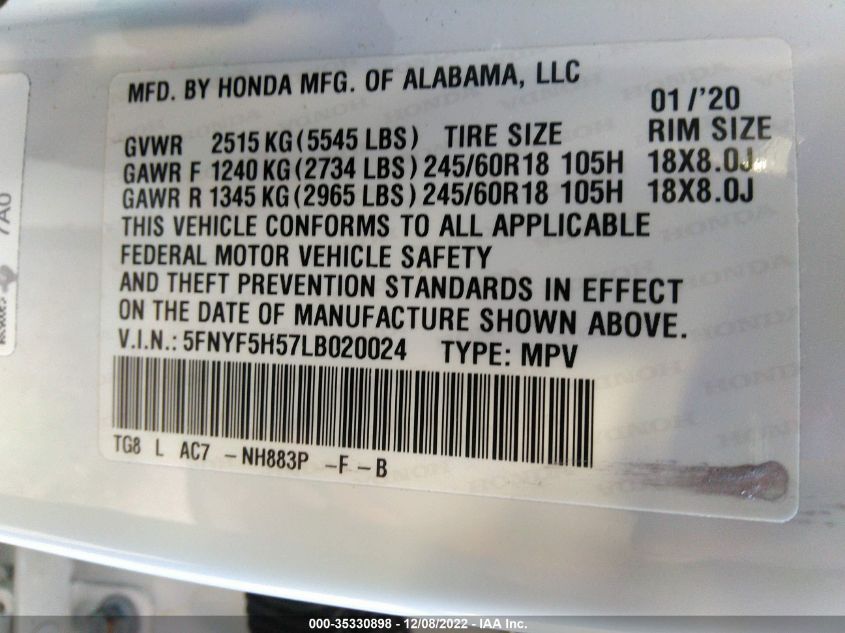 MFD. BY HONDA MFG. OF ALABAMA, LLC
01/'20
GVWR 2515 KG (5545 LBS) TIRE SIZE RIM SIZE
GAWR F 1240 KG (2734 LBS) 245/60R18 105H 18X8.0J
GAWR R 1345 KG (2965 LBS) 245/60R18 105H 18X8.0J
THIS VEHICLE CONFORMS TO ALL APPLICABLE
FEDERAL MOTOR VEHICLE SAFETY
AND THEFT PREVENTION STANDARDS IN EFFECT
ON THE DATE OF MANUFACTURE SHOWN ABOVE.
V.I.N.: 5FNYF5H57LB020024 TYPE: MPV
TG8 L AC7 -NH883P -F -B
7A0
000-35330898 - 12/08/2022 - IAA Inc.